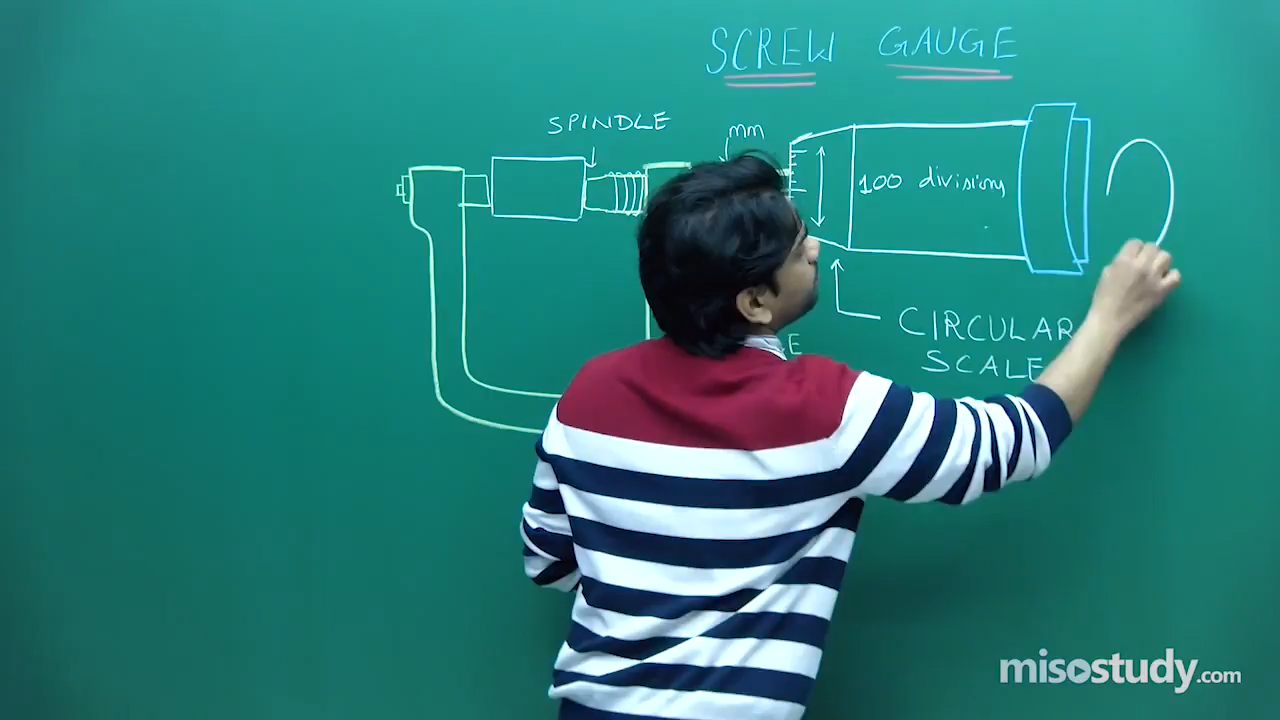 SCREW GAUGE
SPINDLE
mm
100 divisions
CIRCULAR
SCALE
misostudy.com